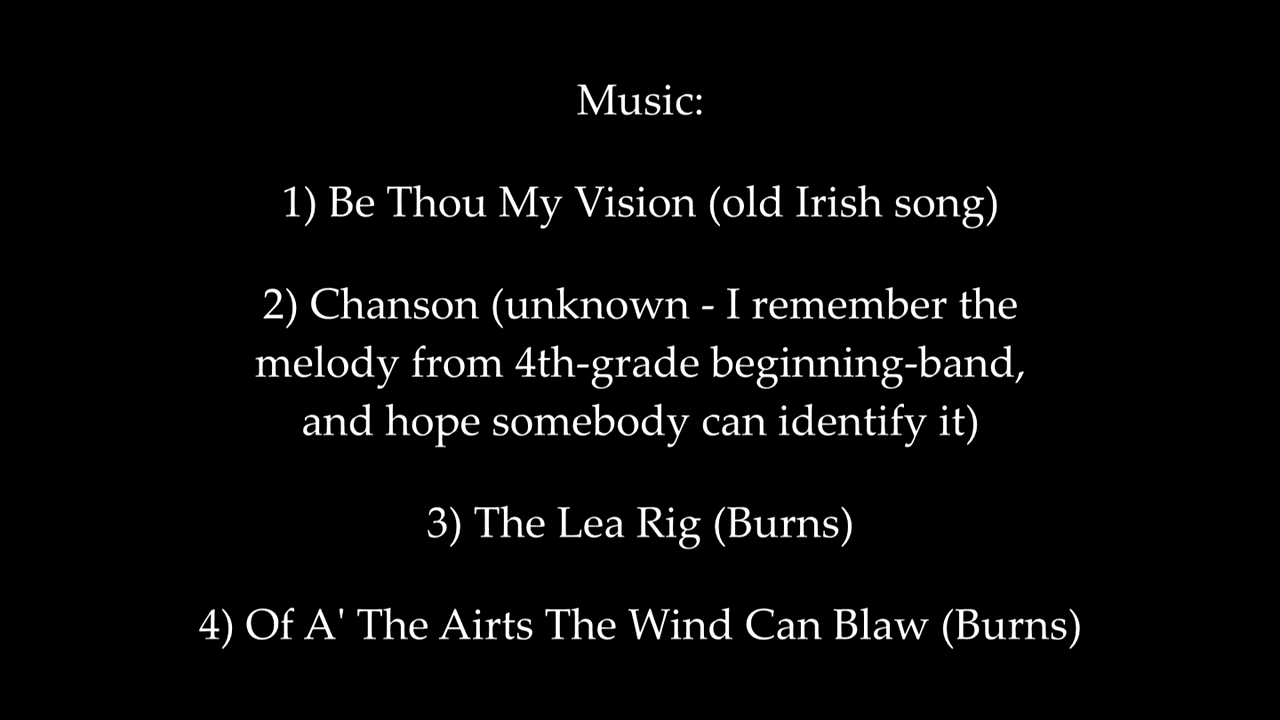 Music:
1) Be Thou My Vision (old Irish song)
2) Chanson (unknown - I remember the
melody from 4th-grade beginning-band,
and hope somebody can identify it)
3) The Lea Rig (Burns)
4) Of A' The Airts The Wind Can Blaw (Burns)